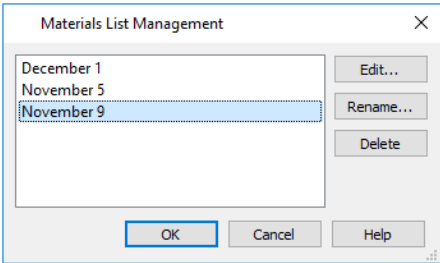 Materials List Management
December 1
November 5
November 9
Edit...
Rename...
Delete
OK
Cancel
Help